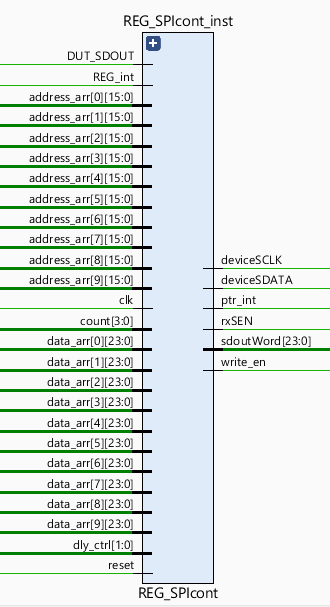 REG_SPIcont_inst
DUT_SDOUT
REG_int
address_arr[0][15:0]
address_arr[1][15:0]
address_arr[2][15:0]
address_arr[3][15:0]
address_arr[4][15:0]
address_arr[5][15:0]
address_arr[6][15:0]
address_arr[7][15:0]
address_arr[8][15:0]
address_arr[9][15:0]
clk
count[3:0]
data_arr[0][23:0]
data_arr[1][23:0]
data_arr[2][23:0]
data_arr[3][23:0]
data_arr[4][23:0]
data_arr[5][23:0]
data_arr[6][23:0]
data_arr[7][23:0]
data_arr[8][23:0]
data_arr[9][23:0]
dly_ctrl[1:0]
reset
deviceSCLK
deviceSDATA
ptr_int
rxSEN
sdoutWord[23:0]
write_en
REG_SPIcont